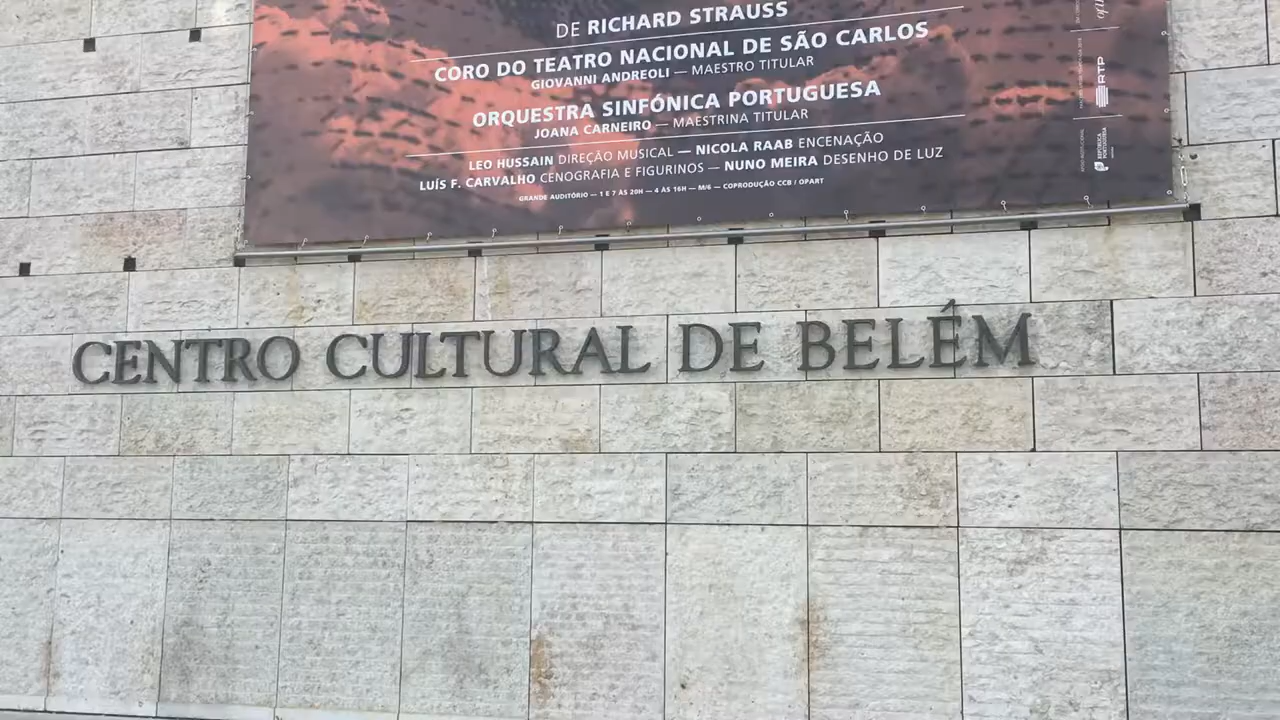 DE RICHARD STRAUSS
CORO DO TEATRO NACIONAL DE SÃO CARLOS
GIOVANNI ANDREOLI — MAESTRO TITULAR
ORQUESTRA SINFÓNICA PORTUGUESA
JOANA CARNEIRO — MAESTRINA TITULAR
LEO HUSSAIN DIREÇÃO MUSICAL — NICOLA RAAB ENCENAÇÃO
LUÍS F. CARVALHO CENOGRAFIA E FIGURINOS — NUNO MEIRA DESENHO DE LUZ
GRANDE AUDITÓRIO — 1 E 7 ÀS 20H — 4 ÀS 16H — M/6 — COPRODUÇÃO CCB / OPART
RTP
REPÚBLICA
PORTUGUESA
CENTRO CULTURAL DE BELÉM